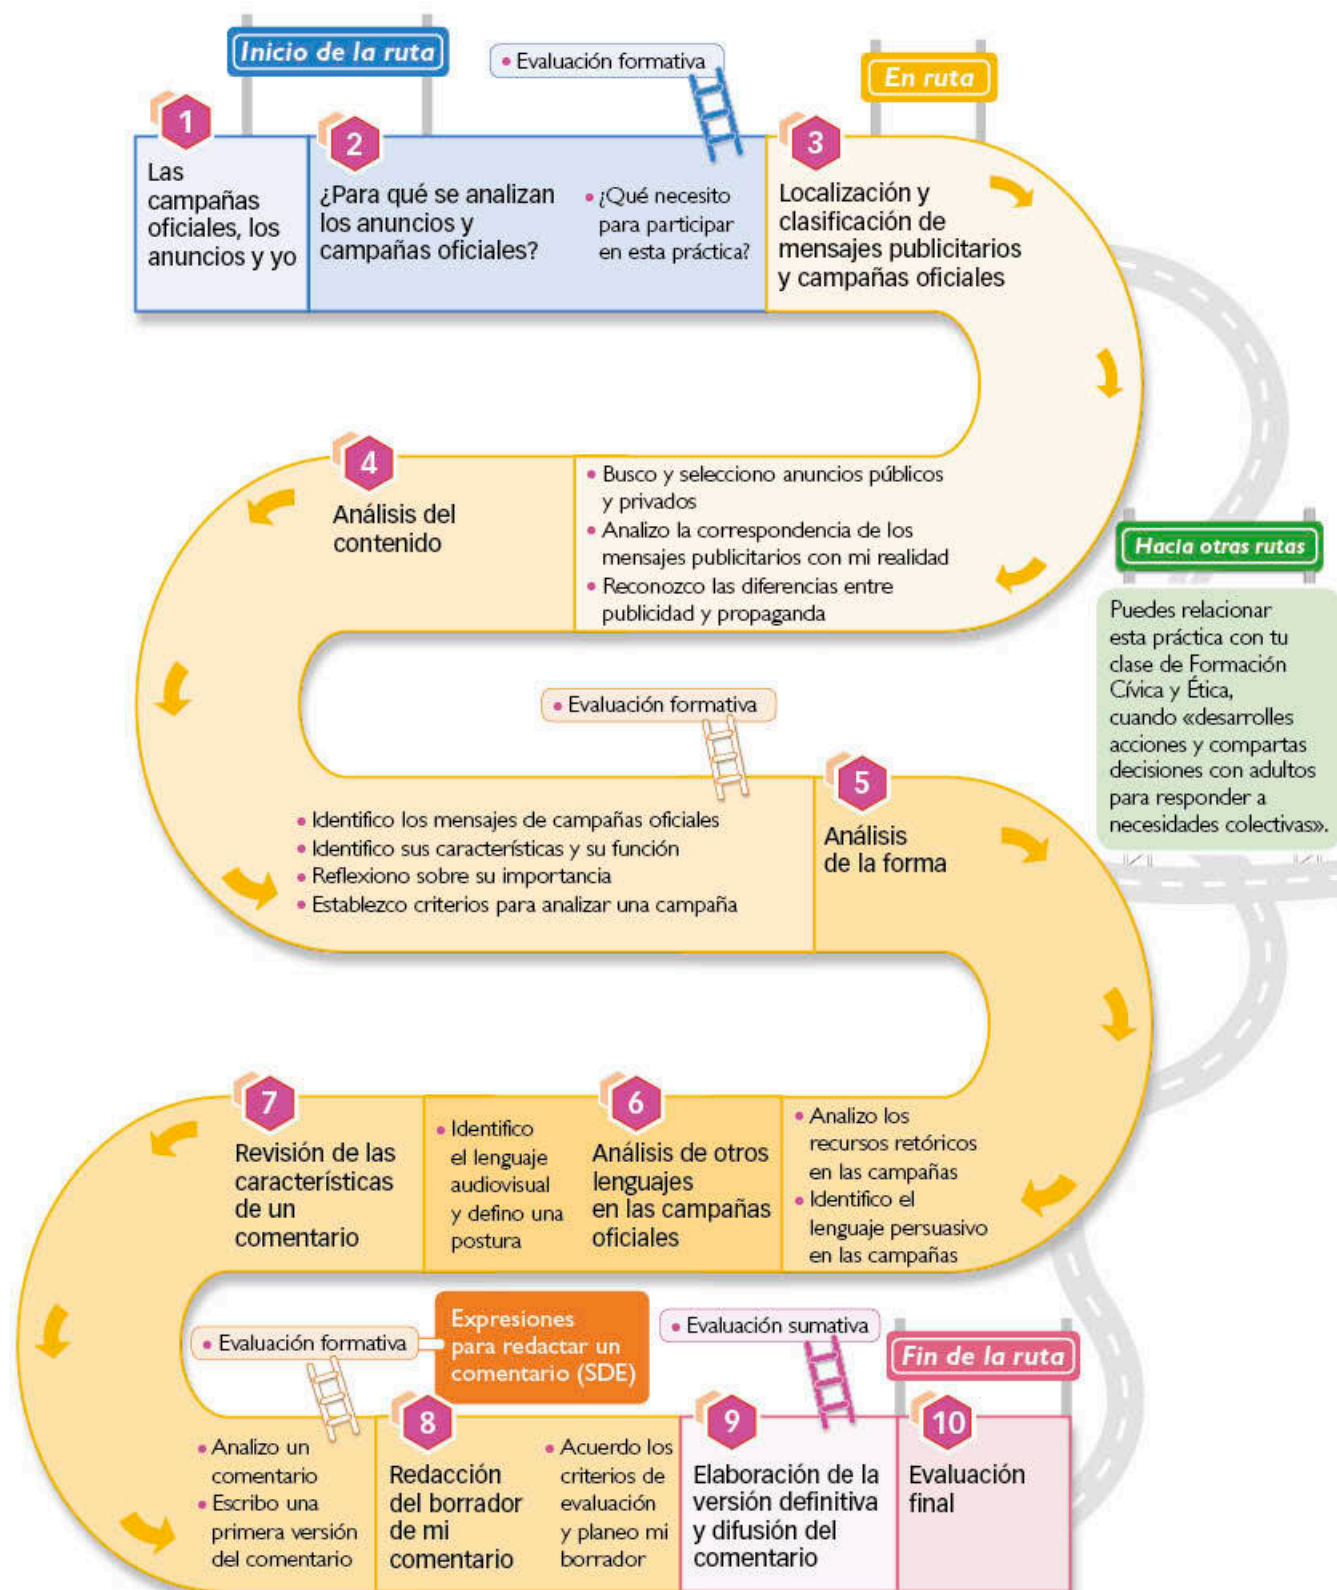 Inicio de la ruta
• Evaluación formativa
En ruta
1
Las
campañas
oficiales, los
anuncios y yo
2
¿Para qué se analizan
los anuncios y
campañas oficiales?
• ¿Qué necesito
para participar
en esta práctica?
3
Localización y
clasificación de
mensajes publicitarios
y campañas oficiales
• Busco y selecciono anuncios públicos
y privados
• Analizo la correspondencia de los
mensajes publicitarios con mi realidad
• Reconozco las diferencias entre
publicidad y propaganda
Hacia otras rutas
Puedes relacionar
esta práctica con tu
clase de Formación
Cívica y Ética,
cuando «desarrolles
acciones y compartas
decisiones con adultos
para responder a
necesidades colectivas».
4
Análisis del
contenido
• Evaluación formativa
• Identifico los mensajes de campañas oficiales
• Identifico sus características y su función
• Reflexiono sobre su importancia
• Establezco criterios para analizar una campaña
5
Análisis
de la forma
• Analizo los
recursos retóricos
en las campañas
• Identifico el
lenguaje persuasivo
en las campañas
6
Análisis de otros
lenguajes
en las campañas
oficiales
• Identifico
el lenguaje
audiovisual
y defino una
postura
7
Revisión de las
características
de un
comentario
• Evaluación formativa
Expresiones
para redactar un
comentario (SDE)
• Evaluación sumativa
Fin de la ruta
• Analizo un
comentario
• Escribo una
primera versión
del comentario
8
Redacción
del borrador
de mi
comentario
• Acuerdo los
criterios de
evaluación
y planeo mi
borrador
9
Elaboración de la
versión definitiva
y difusión del
comentario
10
Evaluación
final